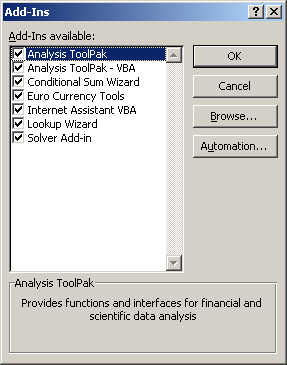 Add-Ins
Add-Ins available:
Analysis ToolPak
Analysis ToolPak - VBA
Conditional Sum Wizard
Euro Currency Tools
Internet Assistant VBA
Lookup Wizard
Solver Add-in
OK
Cancel
Browse...
Automation...
Analysis ToolPak
Provides functions and interfaces for financial and
scientific data analysis